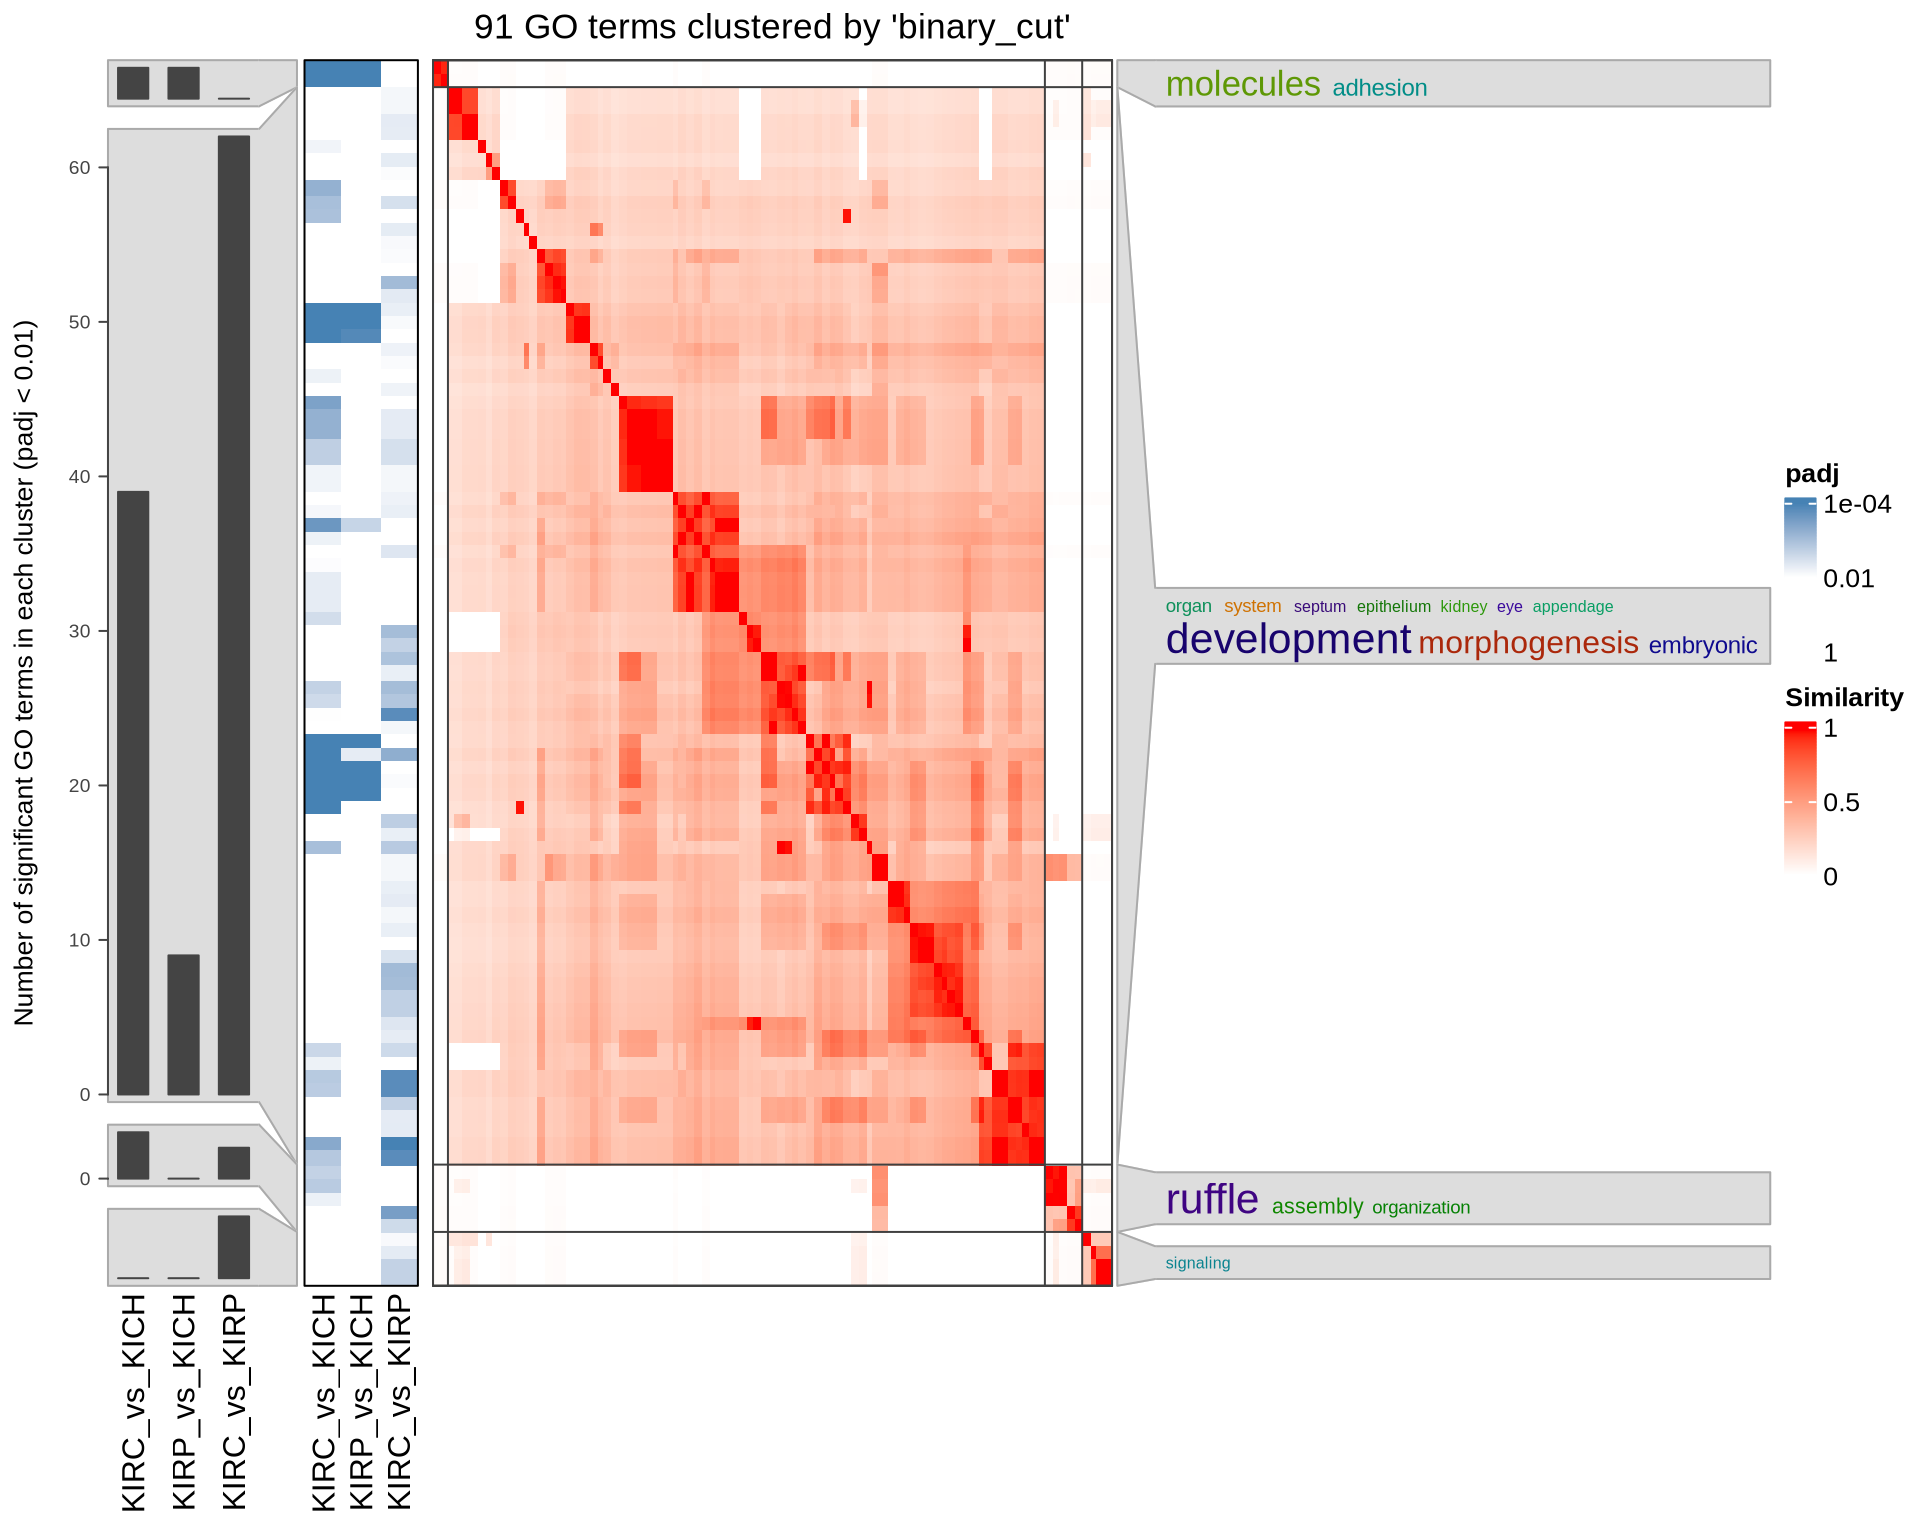 91 GO terms clustered by 'binary_cut'
molecules adhesion
Number of significant GO terms in each cluster (padj < 0.01)
60
50
40
30
20
10
0
0
organ system septum epithelium kidney eye appendage
development morphogenesis embryonic
ruffle assembly organization
signaling
padj
1e-04
0.01
1
Similarity
1
0.5
0
KIRC_vs_KICH
KIRP_vs_KICH
KIRC_vs_KIRP
KIRC_vs_KICH
KIRP_vs_KICH
KIRC_vs_KIRP